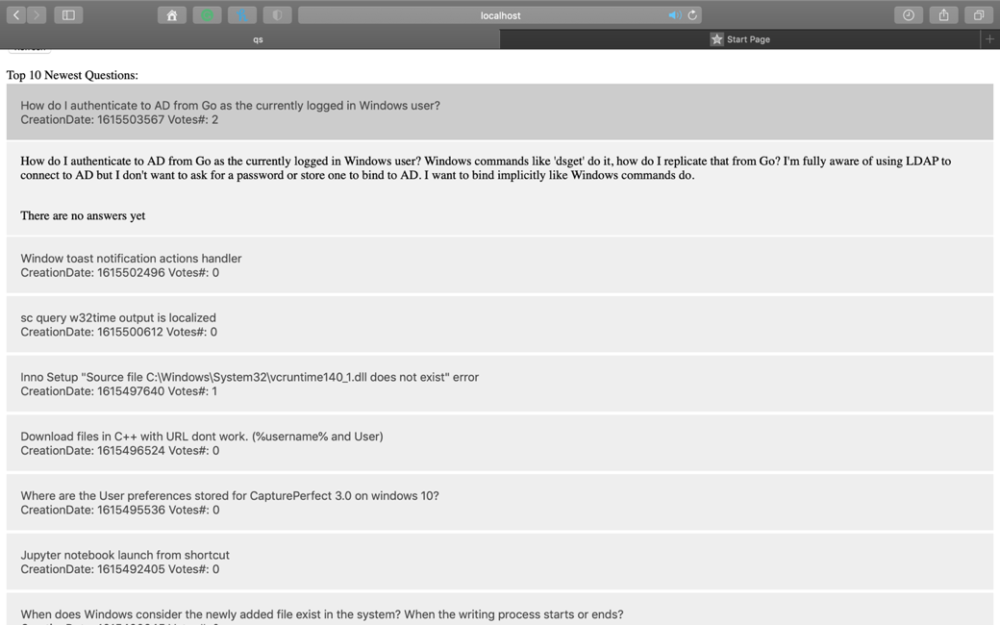 localhost
qs
Start Page
Top 10 Newest Questions:
How do I authenticate to AD from Go as the currently logged in Windows user?
CreationDate: 1615503567 Votes#: 2
How do I authenticate to AD from Go as the currently logged in Windows user? Windows commands like 'dsget' do it, how do I replicate that from Go? I'm fully aware of using LDAP to
connect to AD but I don't want to ask for a password or store one to bind to AD. I want to bind implicitly like Windows commands do.
There are no answers yet
Window toast notification actions handler
CreationDate: 1615502496 Votes#: 0
sc query w32time output is localized
CreationDate: 1615500612 Votes#: 0
Inno Setup "Source file C:\Windows\System32\vcruntime140_1.dll does not exist" error
CreationDate: 1615497640 Votes#: 1
Download files in C++ with URL dont work. (%username% and User)
CreationDate: 1615496524 Votes#: 0
Where are the User preferences stored for CapturePerfect 3.0 on windows 10?
CreationDate: 1615495536 Votes#: 0
Jupyter notebook launch from shortcut
CreationDate: 1615492405 Votes#: 0
When does Windows consider the newly added file exist in the system? When the writing process starts or ends?